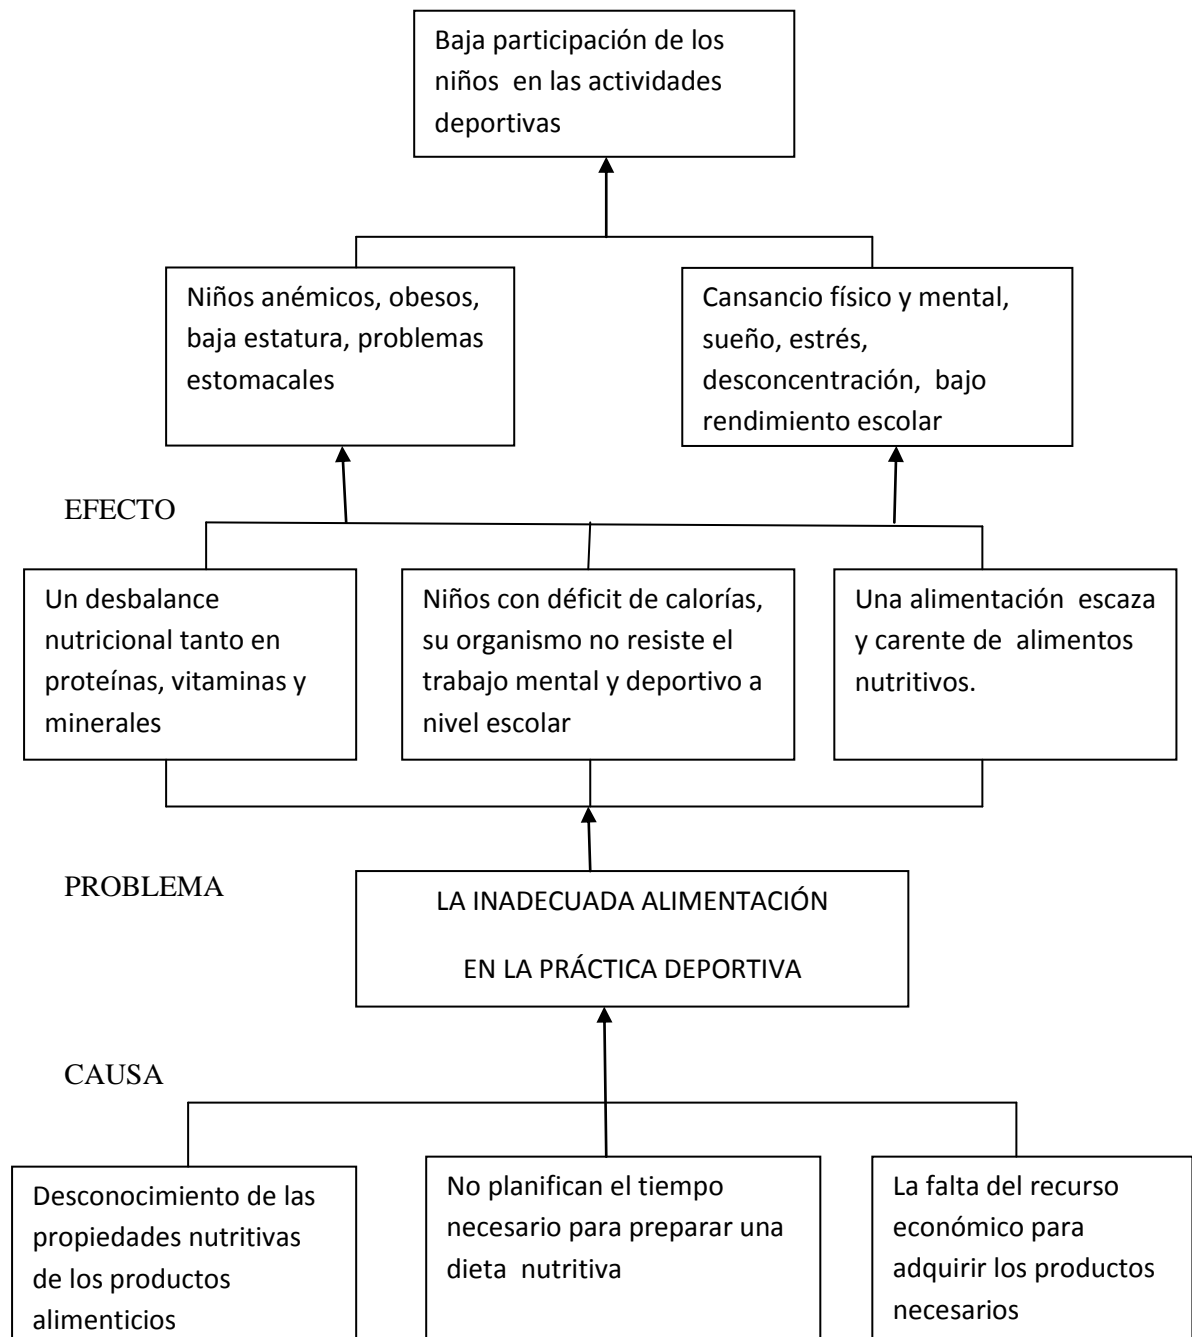 Baja participación de los
niños en las actividades
deportivas
Niños anémicos, obesos,
baja estatura, problemas
estomacales
Cansancio físico y mental,
sueño, estrés,
desconcentración, bajo
rendimiento escolar
EFECTO
Un desbalance
nutricional tanto en
proteínas, vitaminas y
minerales
Niños con déficit de calorías,
su organismo no resiste el
trabajo mental y deportivo a
nivel escolar
Una alimentación escaza
y carente de alimentos
nutritivos.
PROBLEMA
LA INADECUADA ALIMENTACIÓN
EN LA PRÁCTICA DEPORTIVA
CAUSA
Desconocimiento de las
propiedades nutritivas
de los productos
alimenticios
No planifican el tiempo
necesario para preparar una
dieta nutritiva
La falta del recurso
económico para
adquirir los productos
necesarios